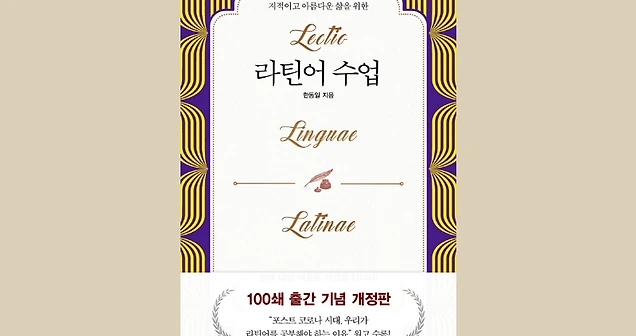 지적이고 아름다운 삶을 위한
Lectio
라틴어 수업
한동일 지음
Linguae
Latinae
100쇄 출간 기념 개정판
"포스트 코로나 시대, 우리가
라틴어를 공부해야 하는 이유" 원고 수록!